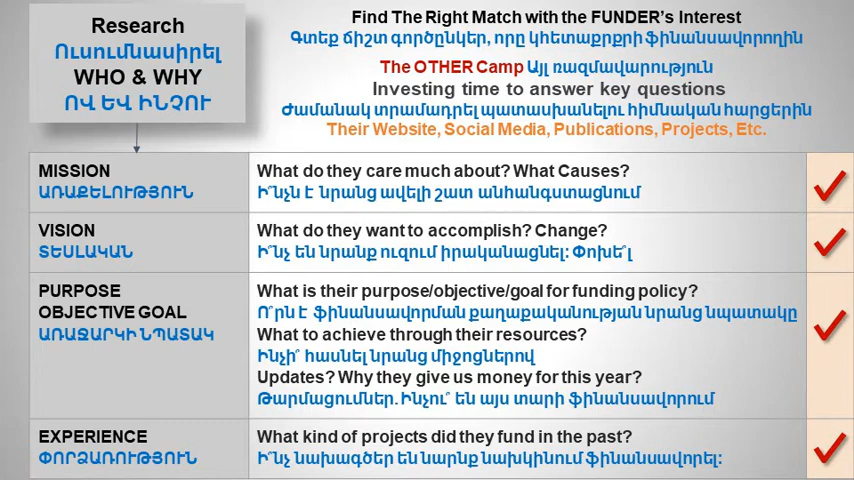 Research
Ուսումնասիրել
WHO & WHY
ՈՎ ԵՎ ԻՆՉՈՒ
Find The Right Match with the FUNDER's Interest
Գտեք ճիշտ գործընկեր, որը կհետաքրքրի ֆինանսավորողին
The OTHER Camp Այլ ռազմավարություն
Investing time to answer key questions
Ժամանակ տրամադրել պատասխանելու հիմնական հարցերին
Their Website, Social Media, Publications, Projects, Etc.
MISSION
ԱՌԱՔԵԼՈՒԹՅՈՒՆ
What do they care much about? What Causes?
Ի՞նչն է նրանց ավելի շատ անհանգստացնում
VISION
ՏԵՍԼԱԿԱՆ
What do they want to accomplish? Change?
Ի՞նչ են նրանք ուզում իրականացնել: Փոխե՞լ
PURPOSE
OBJECTIVE GOAL
ԱՌԱՋԱՐԿԻ ՆՊԱՏԱԿ
What is their purpose/objective/goal for funding policy?
Ո՞րն է ֆինանսավորման քաղաքականության նրանց նպատակը
What to achieve through their resources?
Ինչի՞ հասնել նրանց միջոցներով
Updates? Why they give us money for this year?
Թարմացումներ. Ինչու՞ են այս տարի ֆինանսավորում
EXPERIENCE
ՓՈՐՁԱՌՈՒԹՅՈՒՆ
What kind of projects did they fund in the past?
Ի՞նչ նախագծեր են նարնք նախկինում ֆինանսավորել: